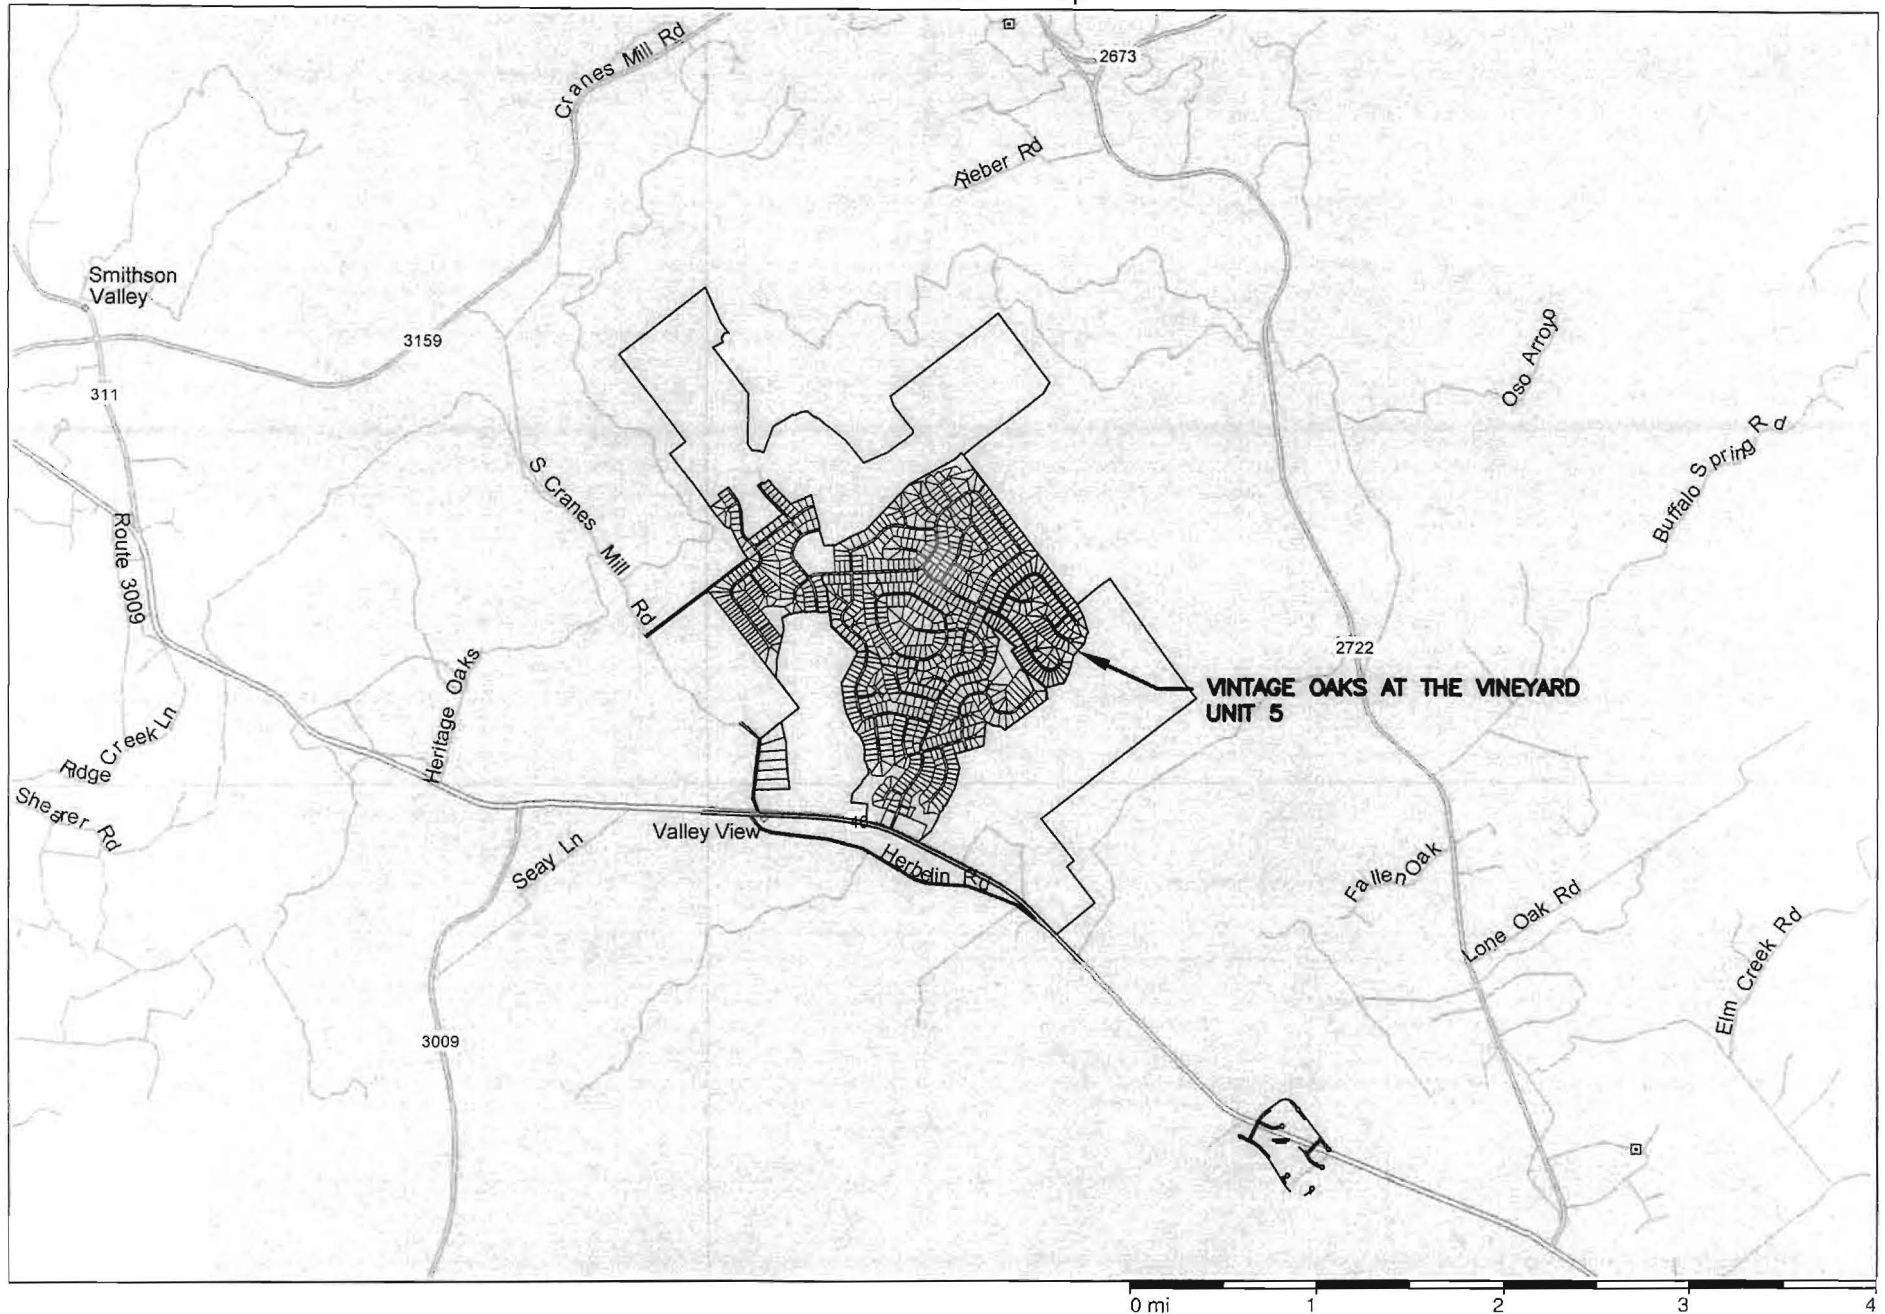 Cranes Mill Rd
2673
Rieber Rd
Smithson
Valley
3159
311
Oso Arroyo
Buffalo Spring Rd
S Cranes Mill Rd
Route 3009
2722
Heritage Oaks
VINTAGE OAKS AT THE VINEYARD
UNIT 5
Ridge Creek Ln
Shearer Rd
Valley View
46
Herbelin Rd
Seay Ln
Fallen Oak
Lone Oak Rd
Elm Creek Rd
3009
0 mi 1 2 3 4